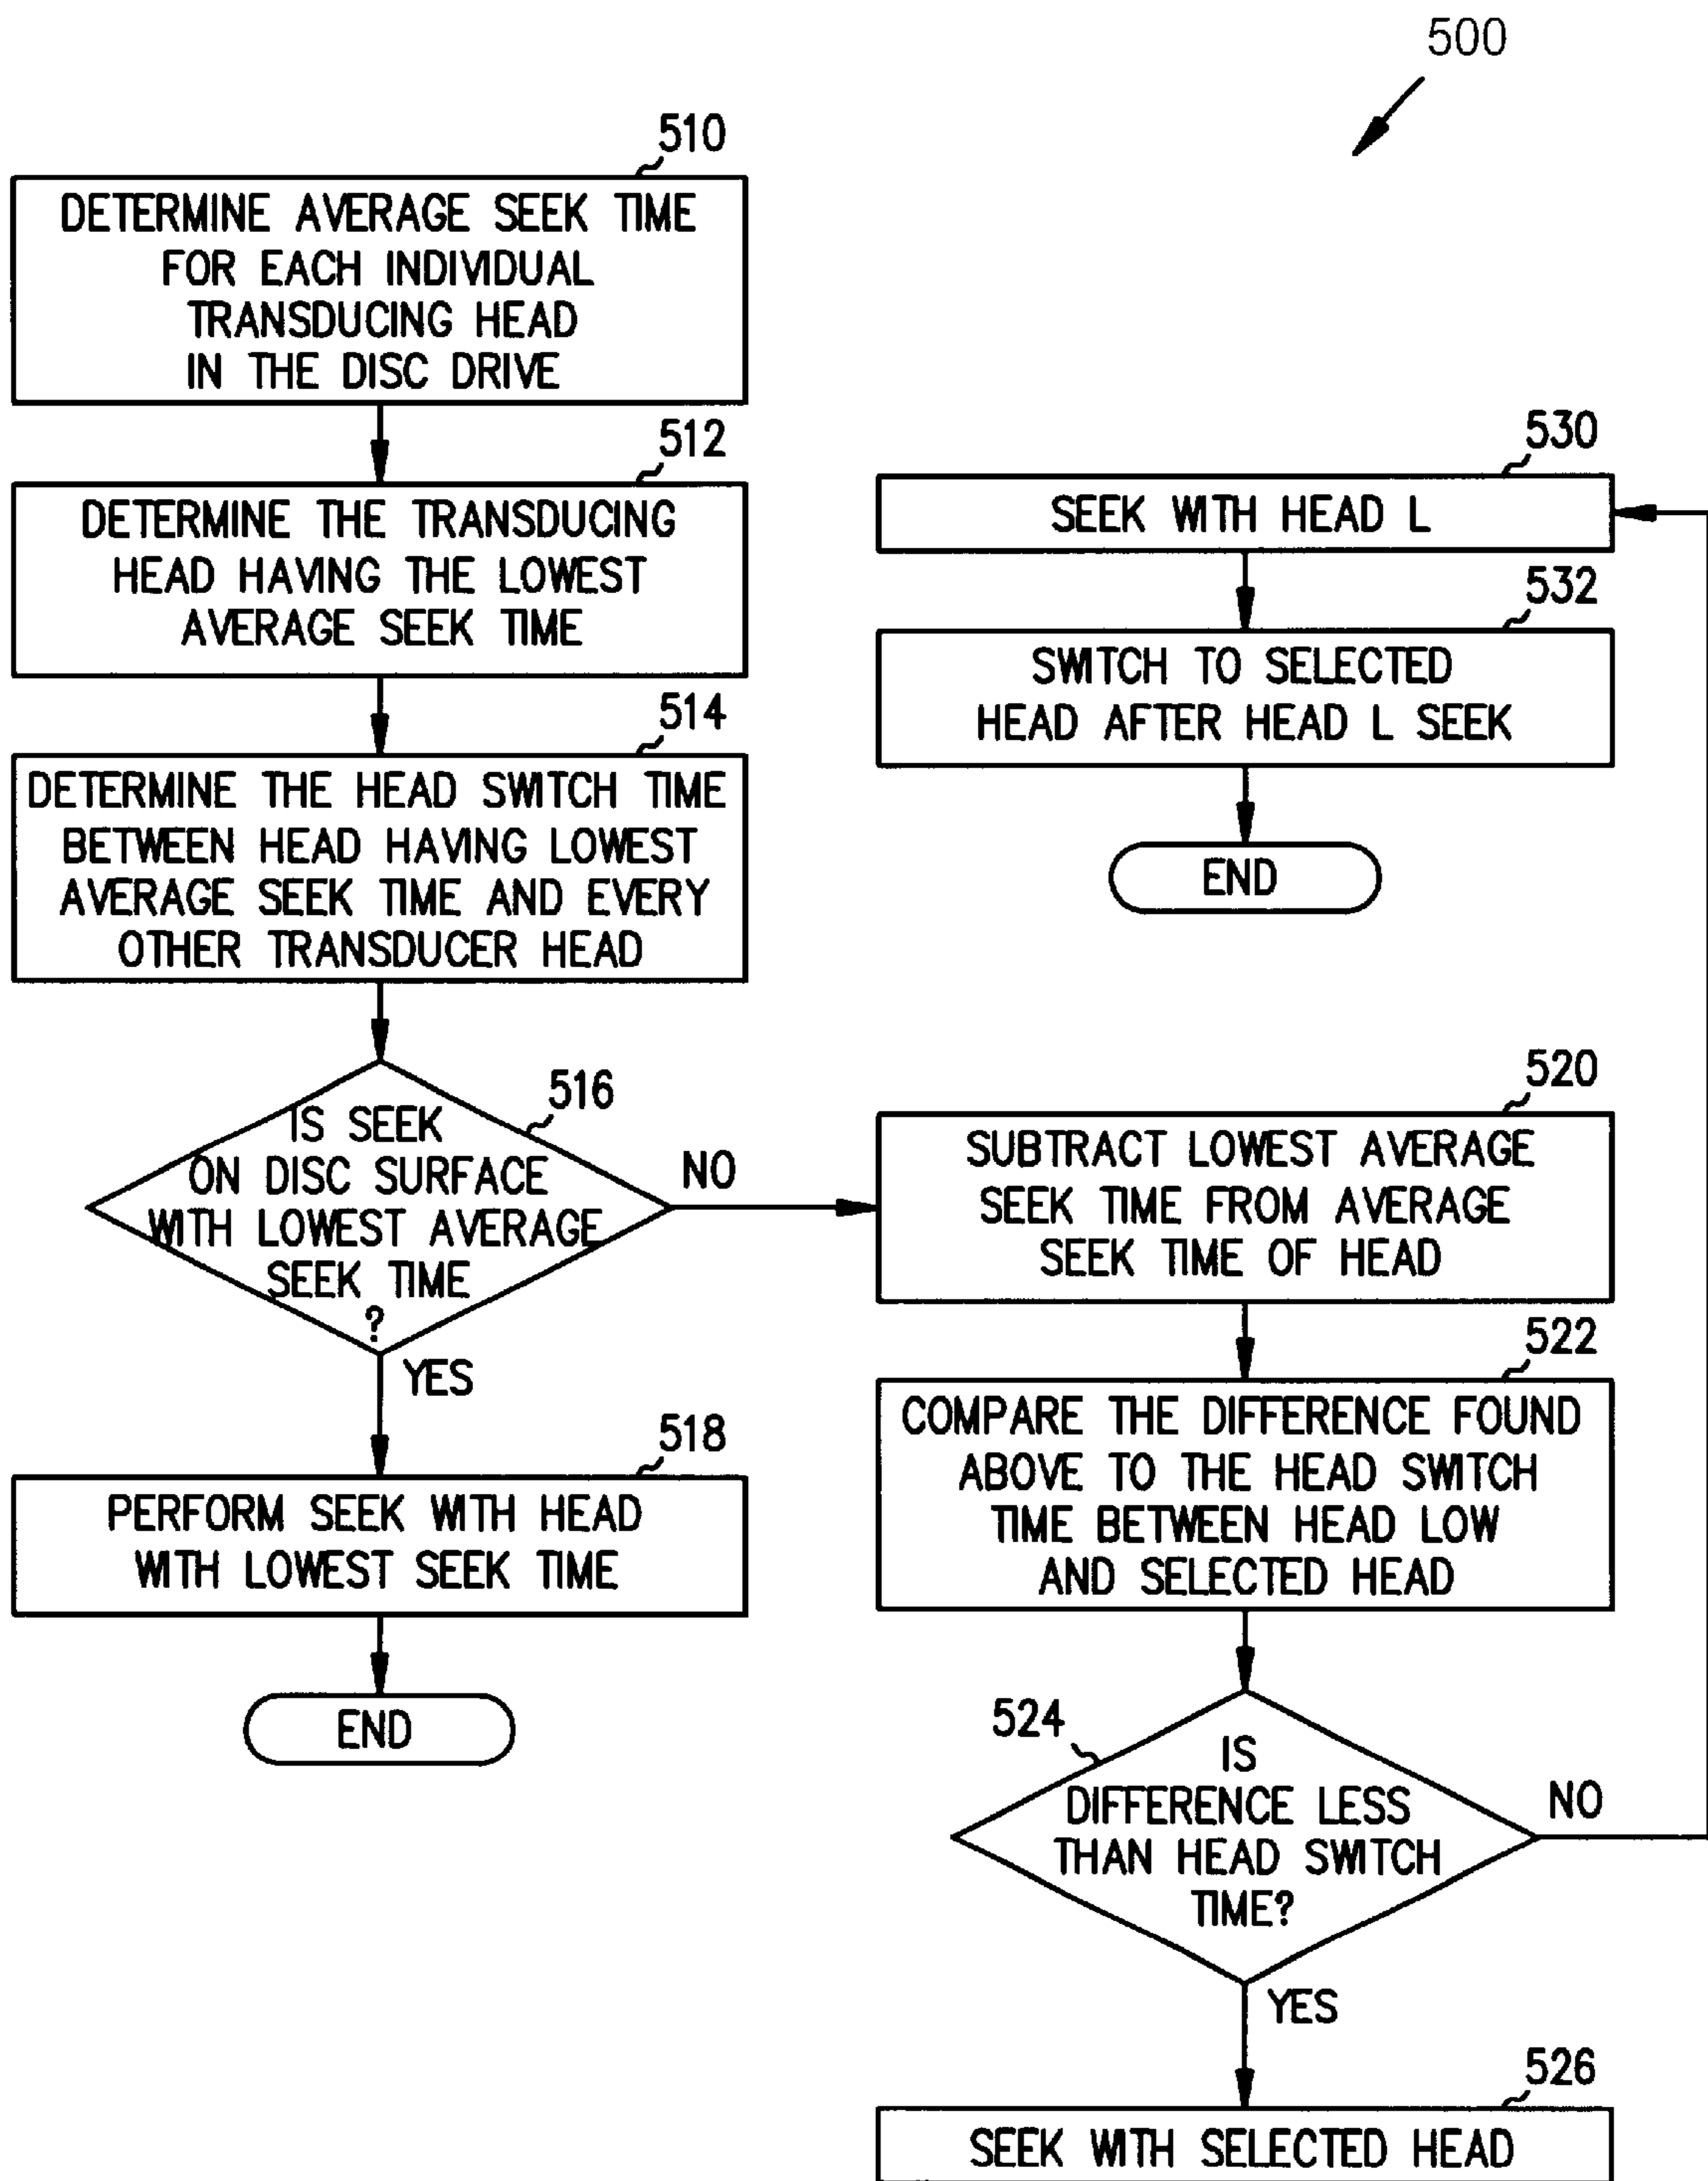 500
510
DETERMINE AVERAGE SEEK TIME
FOR EACH INDIVIDUAL
TRANSDUCING HEAD
IN THE DISC DRIVE
512
DETERMINE THE TRANSDUCING
HEAD HAVING THE LOWEST
AVERAGE SEEK TIME
514
DETERMINE THE HEAD SWITCH TIME
BETWEEN HEAD HAVING LOWEST
AVERAGE SEEK TIME AND EVERY
OTHER TRANSDUCER HEAD
516
IS SEEK
ON DISC SURFACE
WITH LOWEST AVERAGE
SEEK TIME
?
NO
YES
518
PERFORM SEEK WITH HEAD
WITH LOWEST SEEK TIME
END
530
SEEK WITH HEAD L
532
SWITCH TO SELECTED
HEAD AFTER HEAD L SEEK
END
520
SUBTRACT LOWEST AVERAGE
SEEK TIME FROM AVERAGE
SEEK TIME OF HEAD
522
COMPARE THE DIFFERENCE FOUND
ABOVE TO THE HEAD SWITCH
TIME BETWEEN HEAD LOW
AND SELECTED HEAD
524
IS
DIFFERENCE LESS
THAN HEAD SWITCH
TIME?
NO
YES
526
SEEK WITH SELECTED HEAD